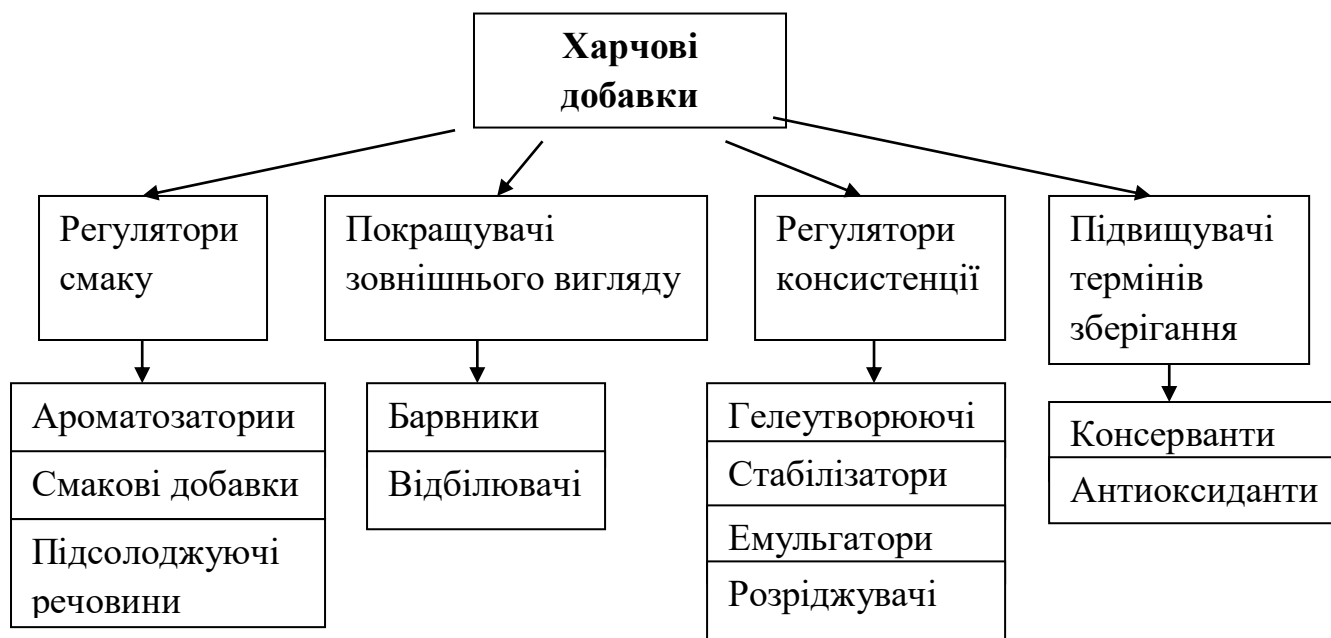 Харчові
добавки
Регулятори
смаку
Покращувачі
зовнішнього вигляду
Регулятори
консистенції
Підвищувачі
термінів
зберігання
Ароматозатории
Смакові добавки
Підсолоджуючі
речовини
Барвники
Відбілювачі
Гелеутворюючі
Стабілізатори
Емульгатори
Розріджувачі
Консерванти
Антиоксиданти